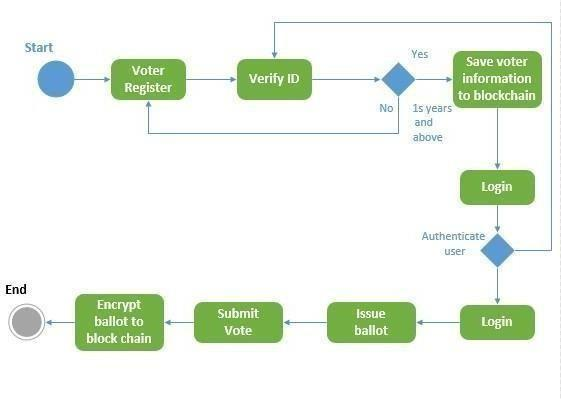 Start
Voter
Register
Verify ID
Yes
No
1s years
and
above
Save voter
information
to blockchain
Login
Authenticate
user
Login
Issue
ballot
Submit
Vote
Encrypt
ballot to
block chain
End